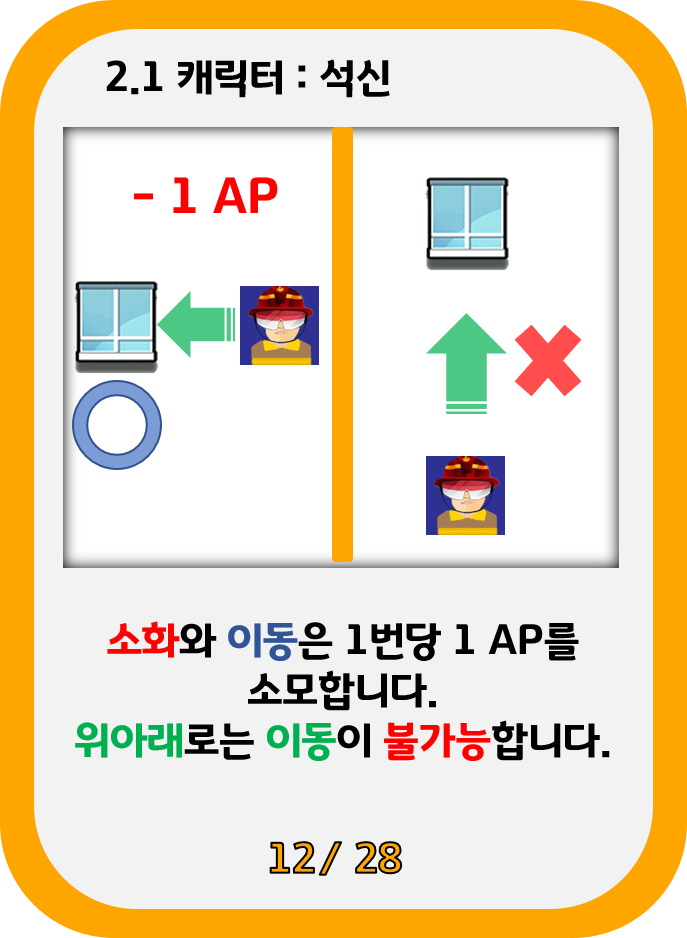 2.1 캐릭터 : 석신
- 1 AP
소화와 이동은 1번당 1 AP를
소모합니다.
위아래로는 이동이 불가능합니다.
12/ 28